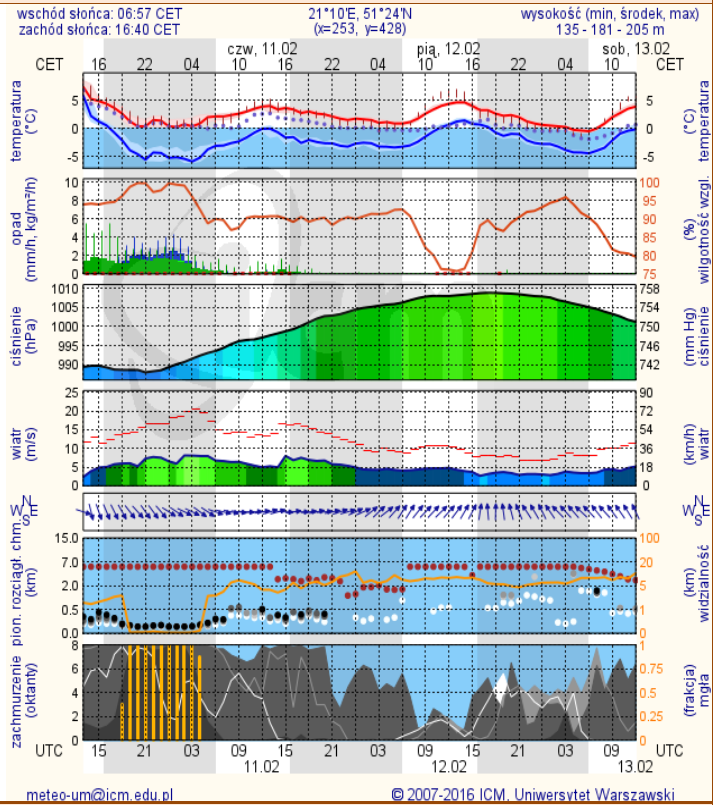 wschód słońca: 06:57 CET 21°10'E, 51°24'N wysokość (min, środek, max)
zachód słońca: 16:40 CET (x=253, y=428) 135 - 181 - 205 m
czw, 11.02 pią, 12.02 sob, 13.02
CET 16 22 04 10 16 22 04 10 16 22 04 10 CET
temperatura
(°C)
5
0
-5
5
0
-5
(°C)
temperatura
opad
(mm/h, kg/m²/h)
10
8
6
4
2
0
100
95
90
85
80
75
(%)
wilgotność wzgl.
ciśnienie
(hPa)
1010
1005
1000
995
990
758
754
750
746
742
(mm Hg)
ciśnienie
wiatr
(m/s)
25
20
15
10
5
0
90
72
54
36
18
0
(km/h)
wiatr
N
W E
S
N
W E
S
pion. rozciągł. chm.
(km)
15.0
7.0
2.0
0.5
0.0
100
20
5
1
0
(km)
widzialność
zachmurzenie
(oktanty)
8
6
4
2
0
1
0.75
0.5
0.25
0
(frakcja)
mgła
UTC 15 21 03 09 15 21 03 09 15 21 03 09 UTC
11.02 12.02 13.02
meteo-um@icm.edu.pl © 2007-2016 ICM, Uniwersytet Warszawski